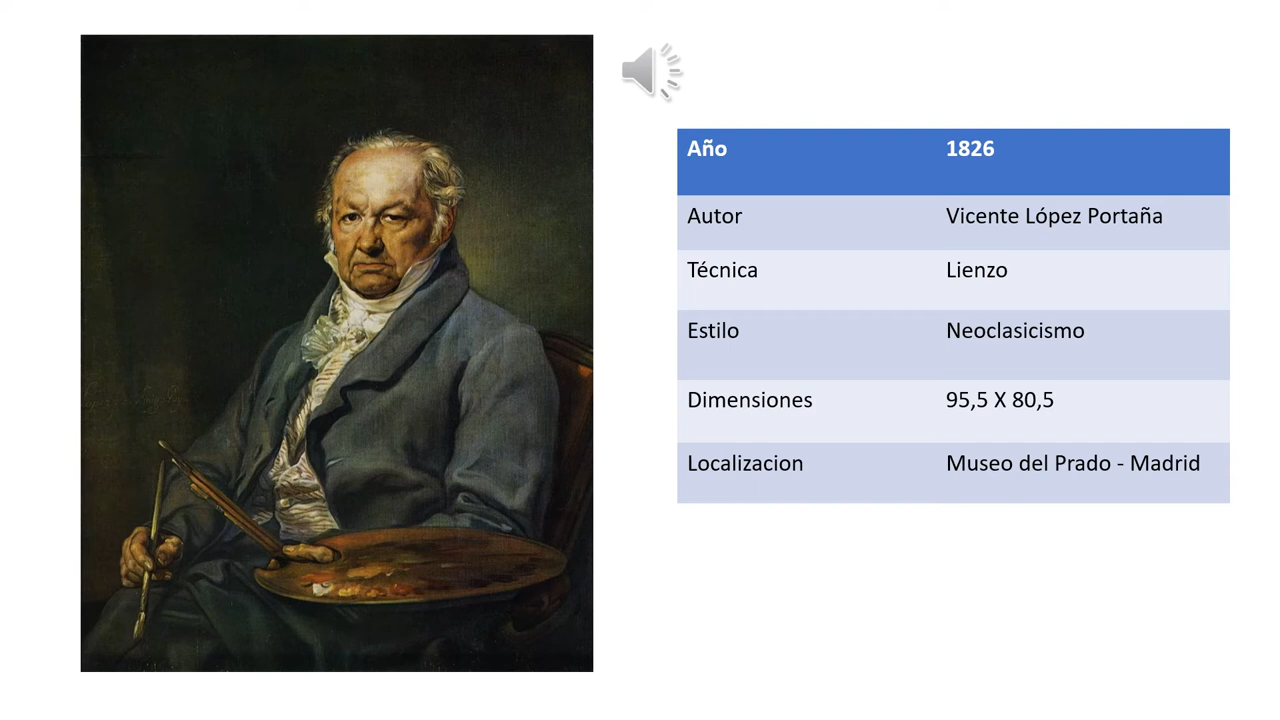 Año 1826
Autor Vicente López Portaña
Técnica Lienzo
Estilo Neoclasicismo
Dimensiones 95,5 X 80,5
Localizacion Museo del Prado - Madrid